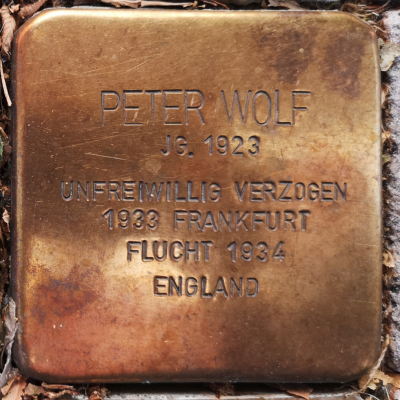 PETER WOLF
JG. 1923
UNFREIWILLIG VERZOGEN
1933 FRANKFURT
FLUCHT 1934
ENGLAND